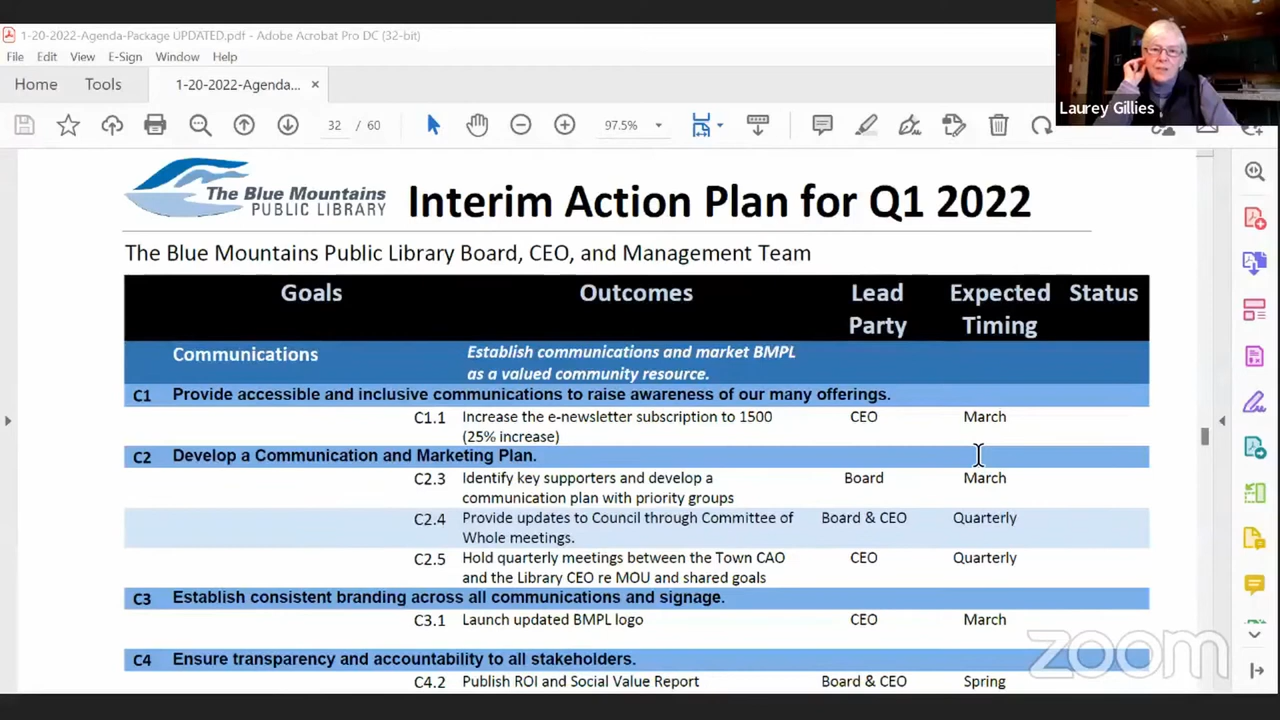 1-20-2022-Agenda-Package UPDATED.pdf - Adobe Acrobat Pro DC (32-bit)
File Edit View E-Sign Window Help
Home Tools 1-20-2022-Agenda... ×
32 / 60 97.5%
Laurey Gillies
The Blue Mountains
PUBLIC LIBRARY
Interim Action Plan for Q1 2022
The Blue Mountains Public Library Board, CEO, and Management Team
Goals Outcomes Lead Party Expected Timing Status
Communications Establish communications and market BMPL
as a valued community resource.
C1 Provide accessible and inclusive communications to raise awareness of our many offerings.
C1.1 Increase the e-newsletter subscription to 1500 CEO March
(25% increase)
C2 Develop a Communication and Marketing Plan.
C2.3 Identify key supporters and develop a Board March
communication plan with priority groups
C2.4 Provide updates to Council through Committee of Board & CEO Quarterly
Whole meetings.
C2.5 Hold quarterly meetings between the Town CAO CEO Quarterly
and the Library CEO re MOU and shared goals
C3 Establish consistent branding across all communications and signage.
C3.1 Launch updated BMPL logo CEO March
C4 Ensure transparency and accountability to all stakeholders.
C4.2 Publish ROI and Social Value Report Board & CEO Spring
zoom